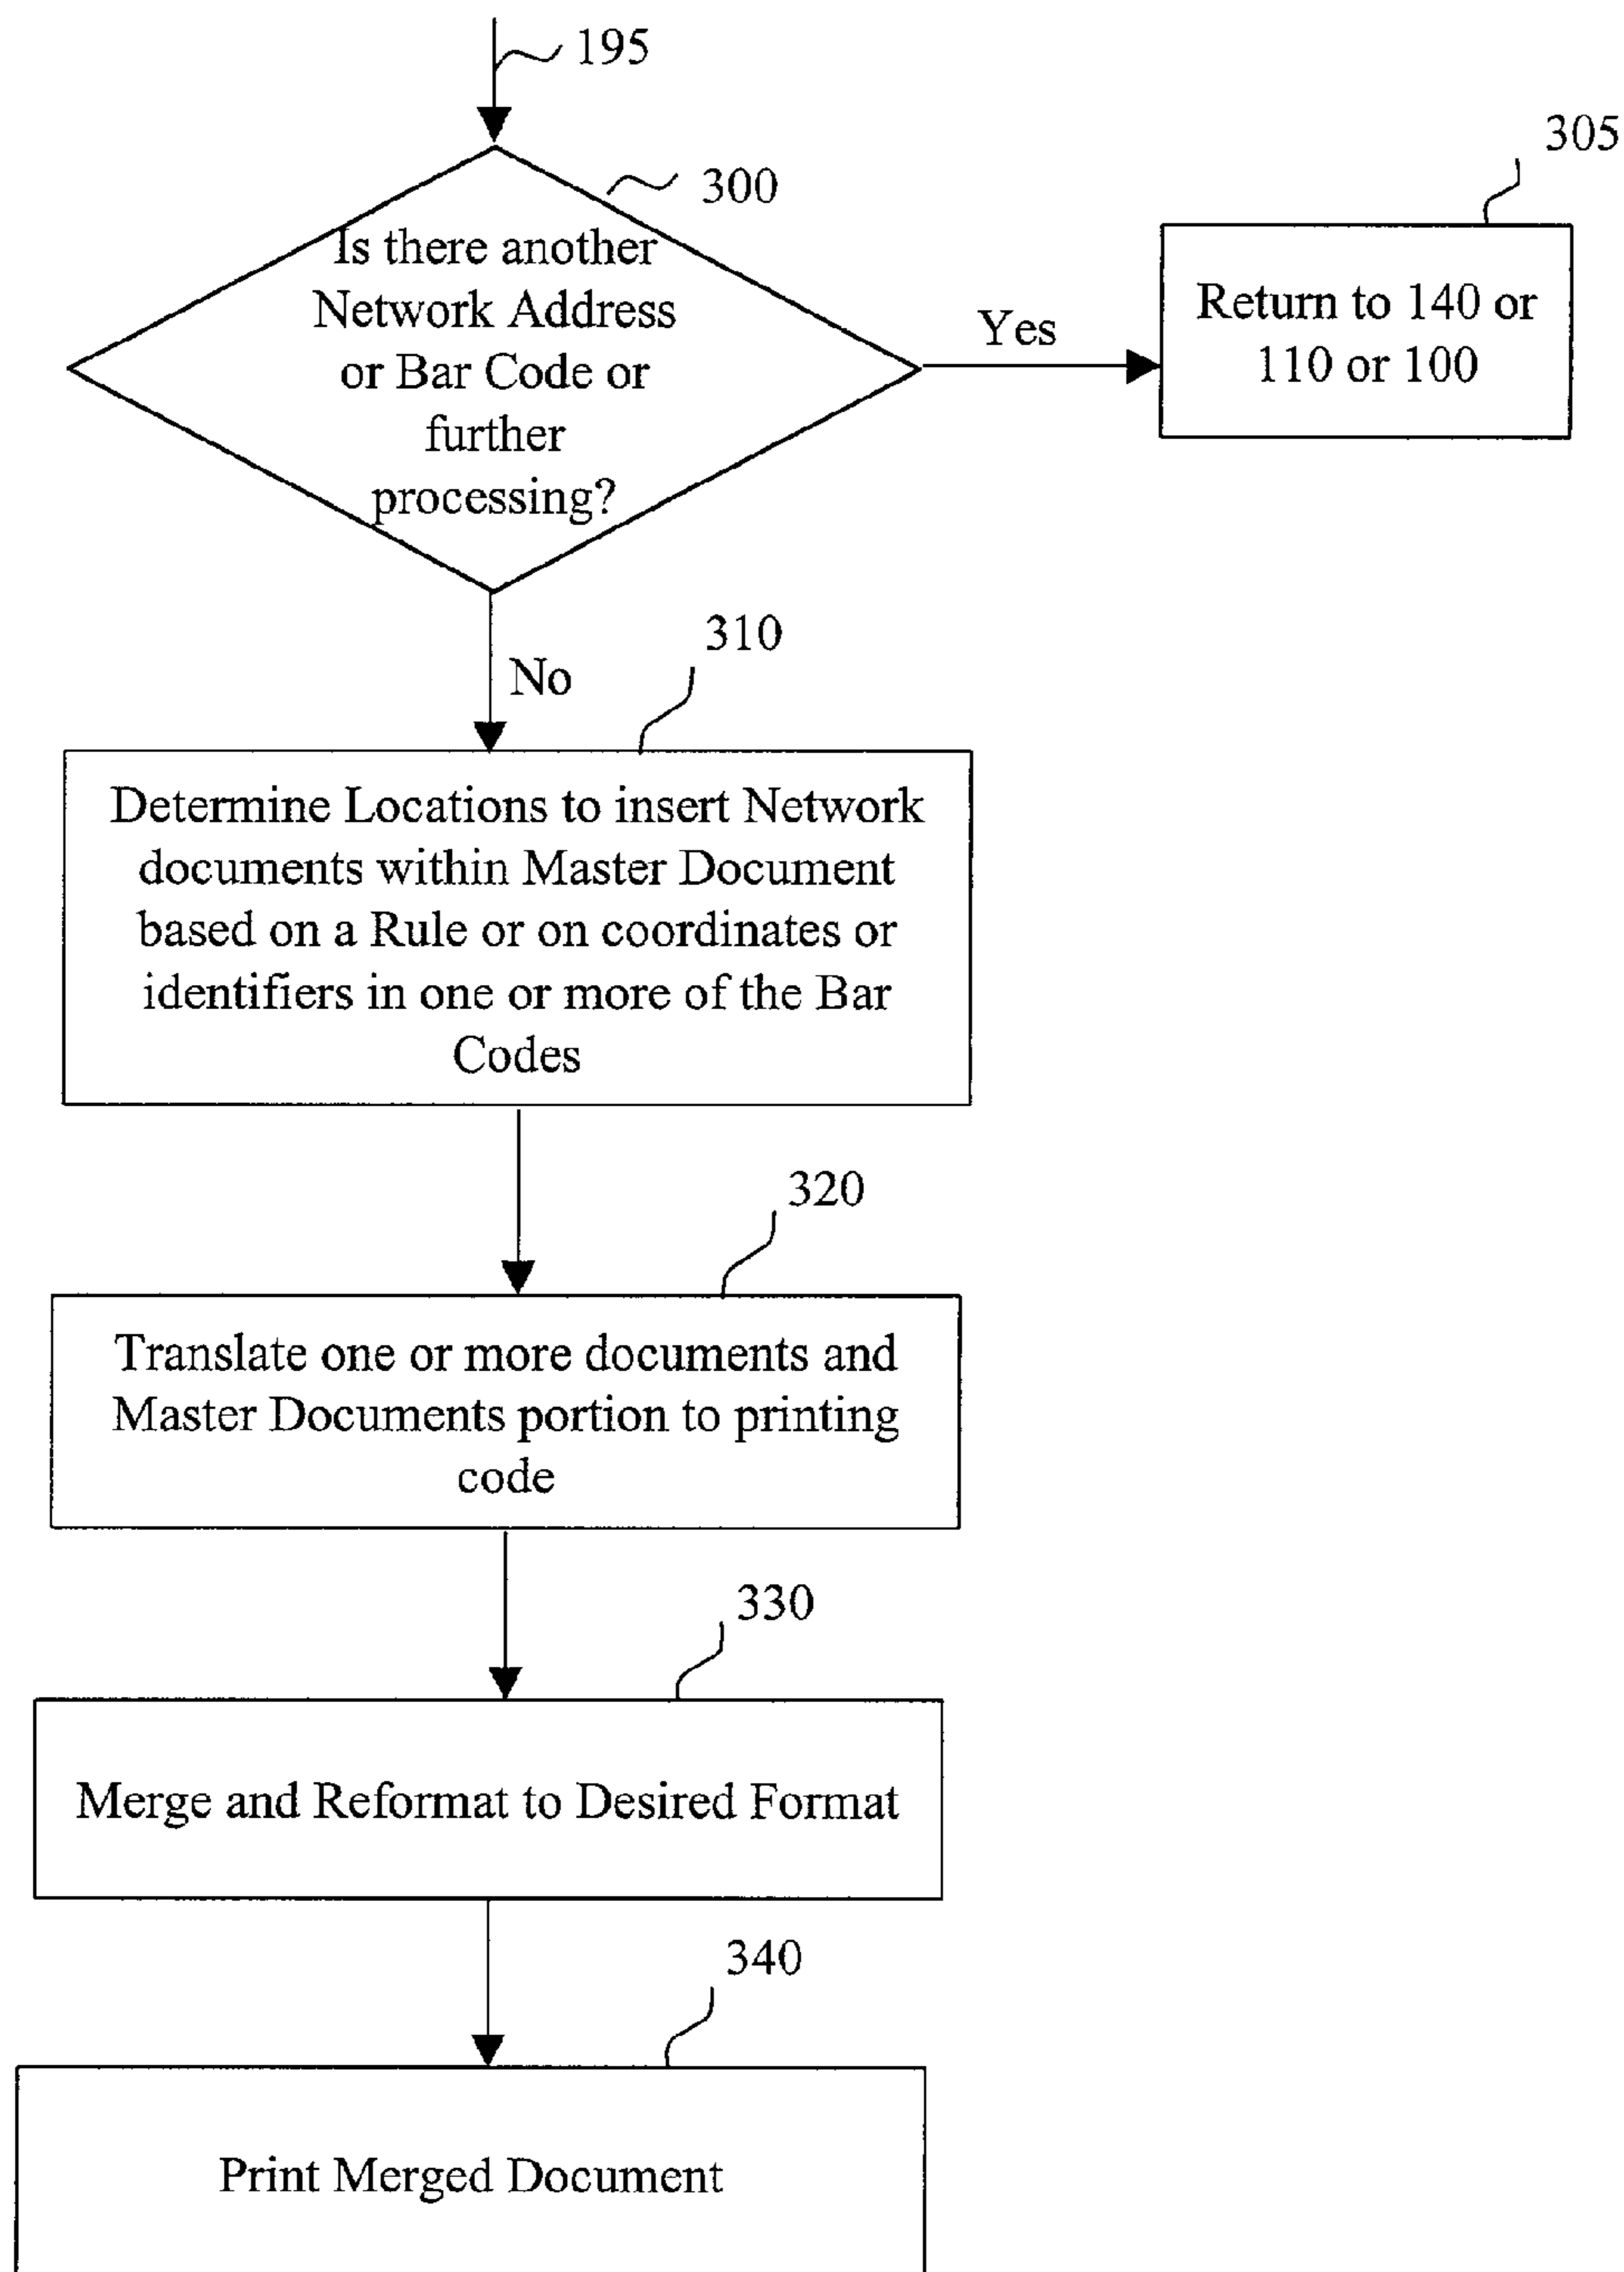 195
300
305
Is there another
Network Address
or Bar Code or
further
processing?
Yes
Return to 140 or
110 or 100
No
310
Determine Locations to insert Network
documents within Master Document
based on a Rule or on coordinates or
identifiers in one or more of the Bar
Codes
320
Translate one or more documents and
Master Documents portion to printing
code
330
Merge and Reformat to Desired Format
340
Print Merged Document